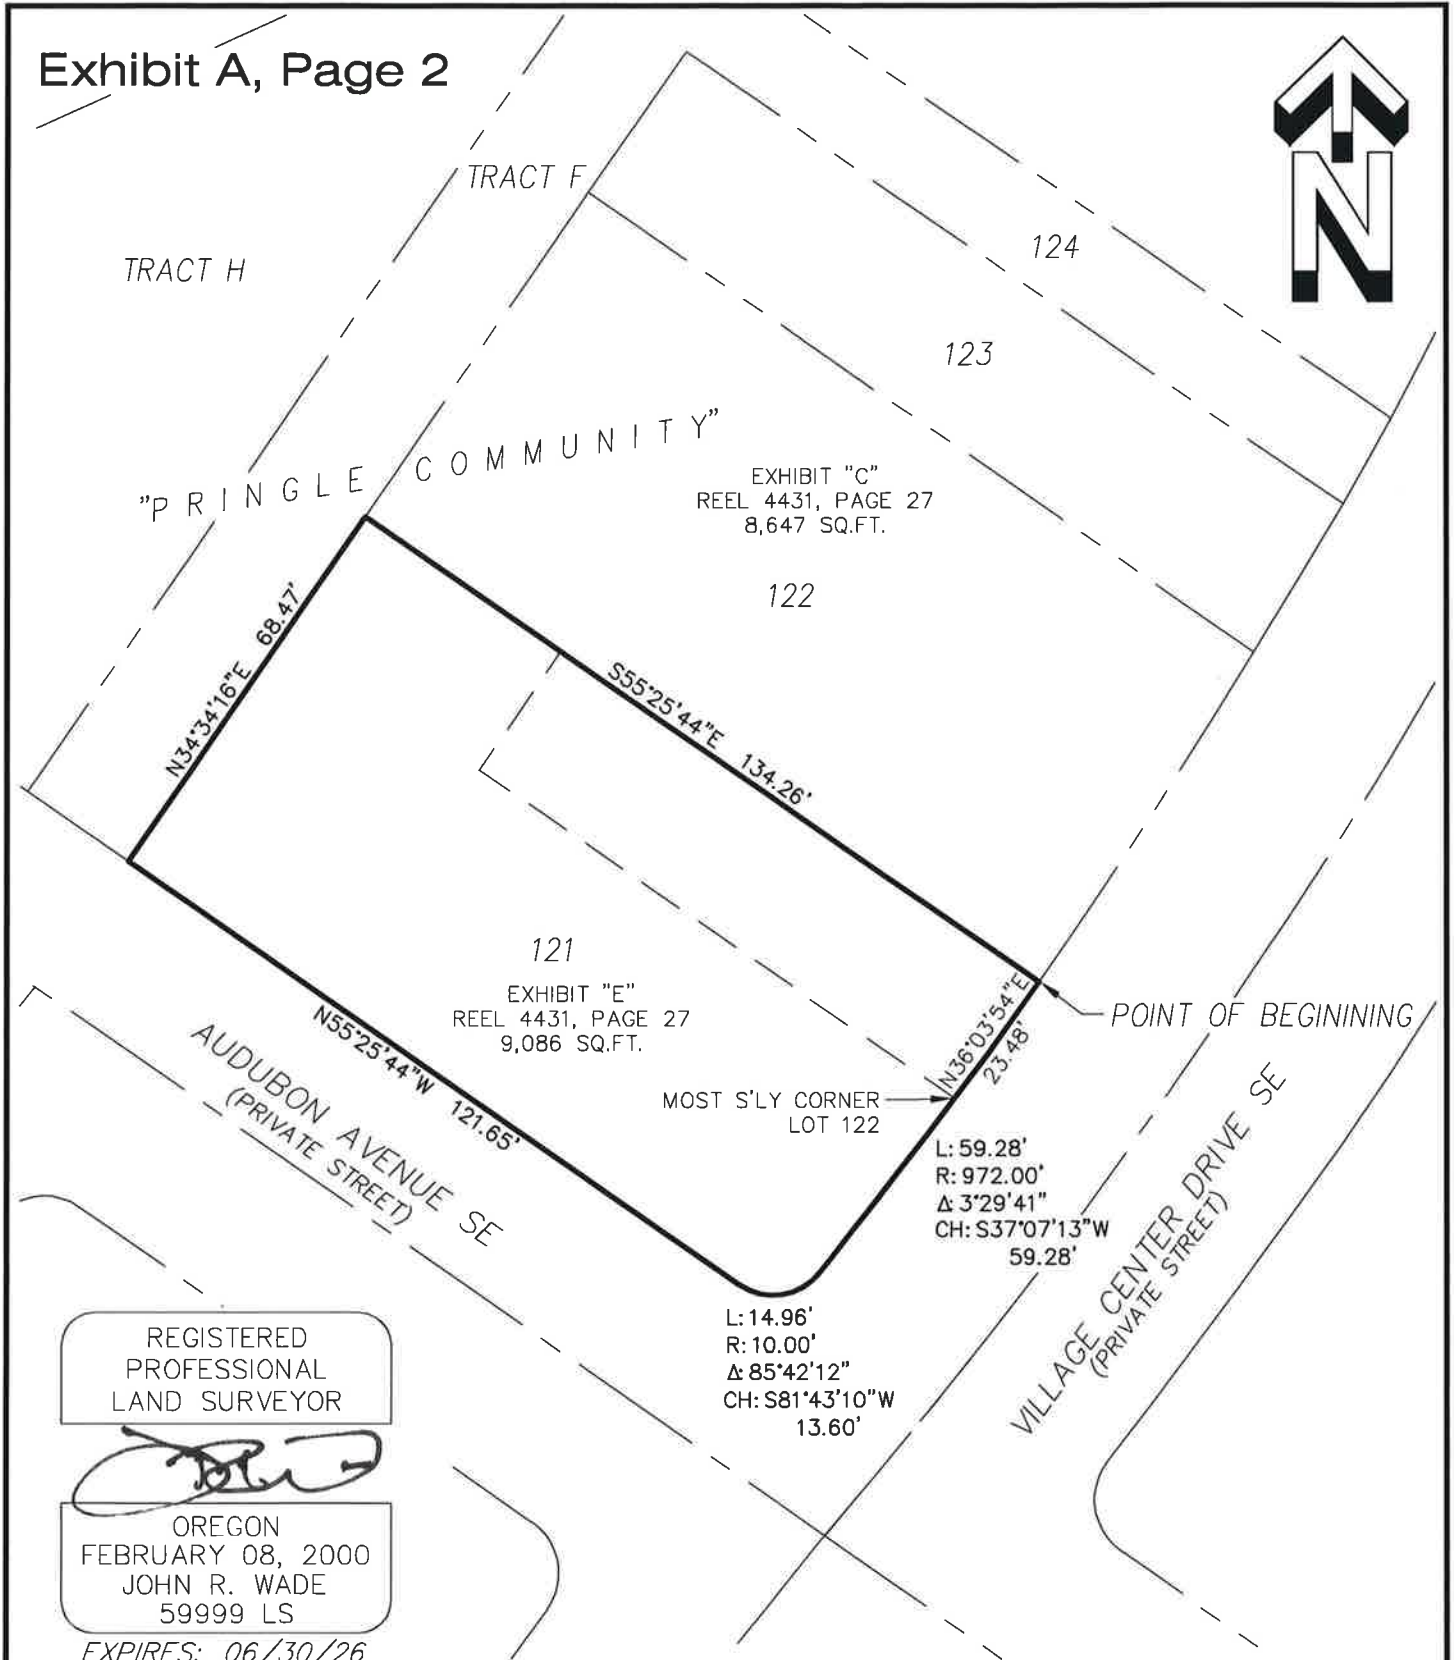 Exhibit A, Page 2
N
TRACT F
TRACT H
124
123
"PRINGLE COMMUNITY"
EXHIBIT "C"
REEL 4431, PAGE 27
8,647 SQ.FT.
122
N34°34'16"E 68.47'
S55°25'44"E 134.26'
121
EXHIBIT "E"
REEL 4431, PAGE 27
9,086 SQ.FT.
N55°25'44"W 121.65'
N36°03'54"E
23.48'
POINT OF BEGINNING
MOST S'LY CORNER
LOT 122
AUDUBON AVENUE SE
(PRIVATE STREET)
L: 59.28'
R: 972.00'
Δ: 3°29'41"
CH: S37°07'13"W
59.28'
VILLAGE CENTER DRIVE SE
(PRIVATE STREET)
L: 14.96'
R: 10.00'
Δ: 85°42'12"
CH: S81°43'10"W
13.60'
REGISTERED
PROFESSIONAL
LAND SURVEYOR
OREGON
FEBRUARY 08, 2000
JOHN R. WADE
59999 LS
EXPIRES: 06/30/26